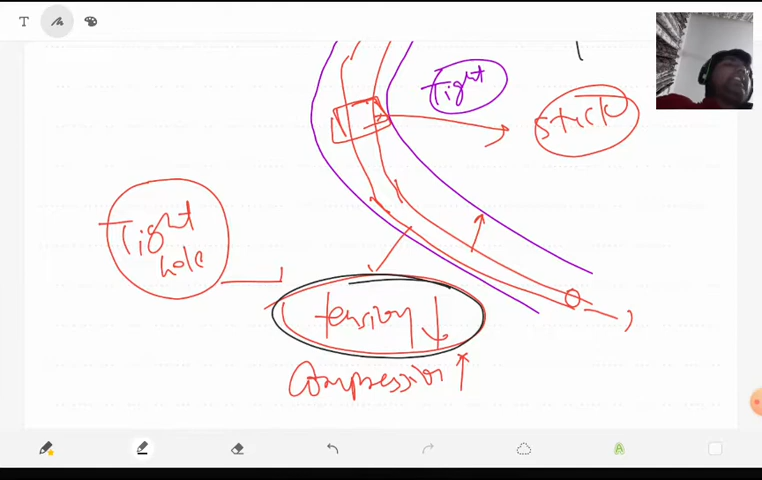 T
Tight
stuck
Tight
hole
tension ↓
compression ↑
A